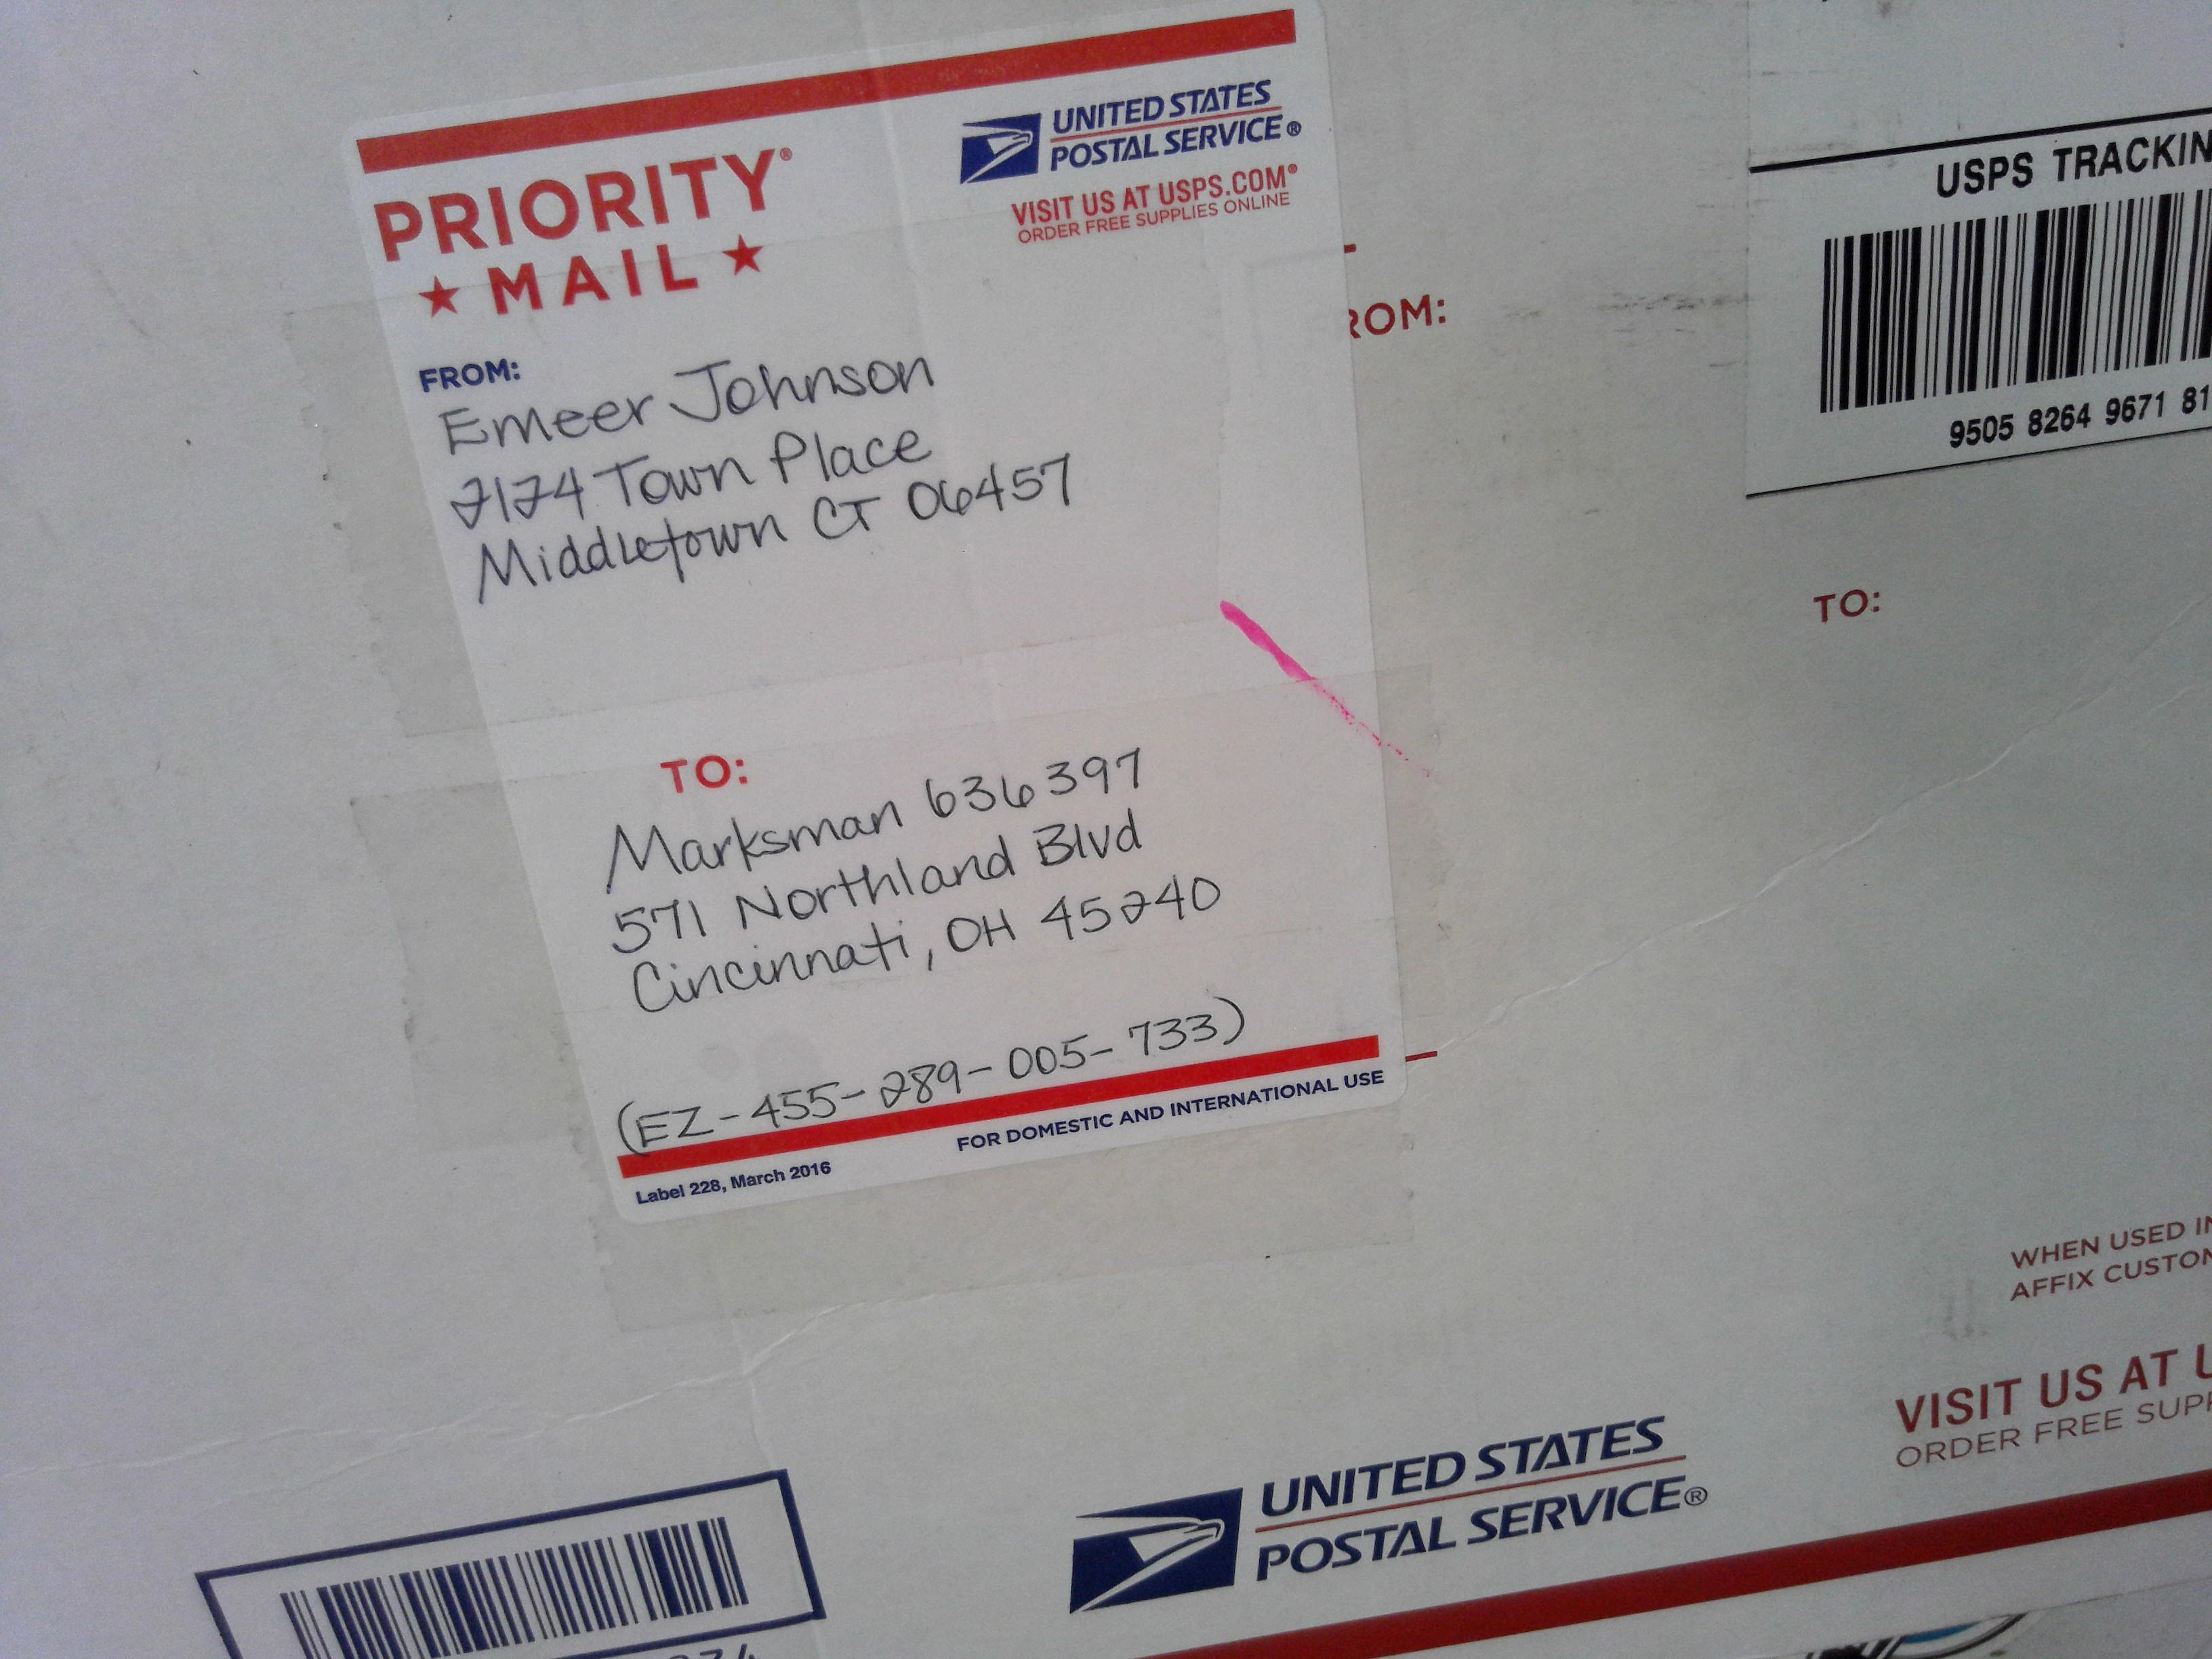 PRIORITY®
★ MAIL ★
UNITED STATES
POSTAL SERVICE®
VISIT US AT USPS.COM®
ORDER FREE SUPPLIES ONLINE
FROM:
Emeer Johnson
2124 Town Place
Middletown CT 06457
TO:
Marksman 636397
571 Northland Blvd
Cincinnati, OH 45240
(EZ-455-289-005-733)
FOR DOMESTIC AND INTERNATIONAL USE
Label 228, March 2016
ROM:
USPS TRACKIN
9505 8264 9671 81
TO:
WHEN USED IN
AFFIX CUSTOM
VISIT US AT U
ORDER FREE SUPP
UNITED STATES
POSTAL SERVICE®